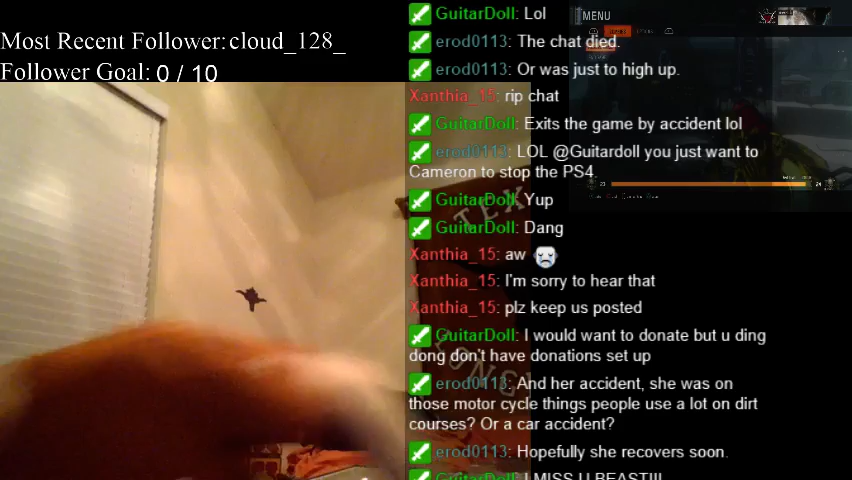 Most Recent Follower: cloud_128_
Follower Goal: 0 / 10
GuitarDoll: Lol
erod0113: The chat died.
erod0113: Or was just to high up.
Xanthia_15: rip chat
GuitarDoll: Exits the game by accident lol
erod0113: LOL @Guitardoll you just want to
Cameron to stop the PS4.
GuitarDoll: Yup
GuitarDoll: Dang
Xanthia_15: aw
Xanthia_15: I'm sorry to hear that
Xanthia_15: plz keep us posted
GuitarDoll: I would want to donate but u ding
dong don't have donations set up
erod0113: And her accident, she was on
those motor cycle things people use a lot on dirt
courses? Or a car accident?
erod0113: Hopefully she recovers soon.
GuitarDoll: I MISS U BEAST!!!
MENU
TEX